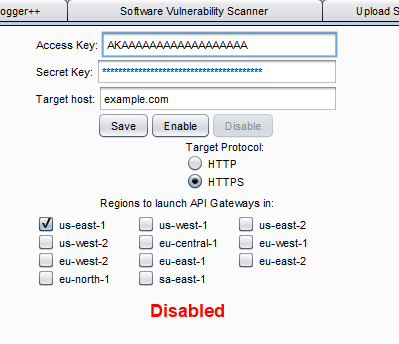 ogger++ Software Vulnerability Scanner Upload S
Access Key: AKAAAAAAAAAAAAAAAAAA
Secret Key: ****************************************
Target host: example.com
Save Enable Disable
Target Protocol:
HTTP
HTTPS
Regions to launch API Gateways in:
us-east-1 us-west-1 us-east-2
us-west-2 eu-central-1 eu-west-1
eu-west-2 eu-east-1 eu-east-2
eu-north-1 sa-east-1
Disabled